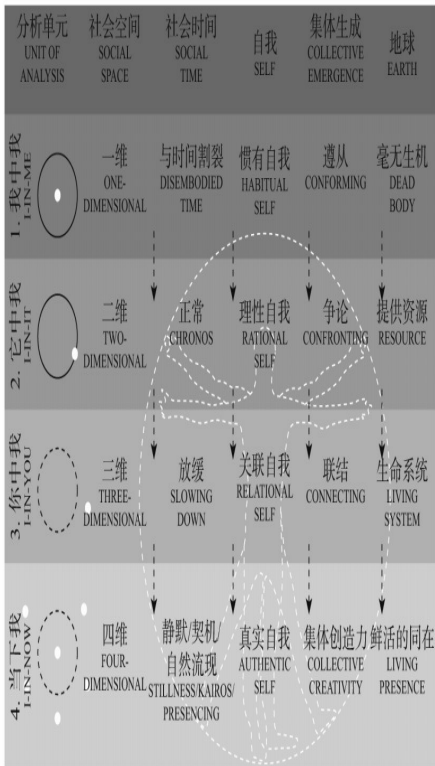 分析单元
UNIT OF
ANALYSIS
社会空间
SOCIAL
SPACE
社会时间
SOCIAL
TIME
自我
SELF
集体生成
COLLECTIVE
EMERGENCE
地球
EARTH
1. 我中我
I-IN-ME
一维
ONE-
DIMENSIONAL
与时间割裂
DISEMBODIED
TIME
惯有自我
HABITUAL
SELF
遵从
CONFORMING
毫无生机
DEAD
BODY
2. 它中我
I-IN-IT
二维
TWO-
DIMENSIONAL
正常
CHRONOS
理性自我
RATIONAL
SELF
争论
CONFRONTING
提供资源
RESOURCE
3. 你中我
I-IN-YOU
三维
THREE-
DIMENSIONAL
放缓
SLOWING
DOWN
关联自我
RELATIONAL
SELF
联结
CONNECTING
生命系统
LIVING
SYSTEM
4. 当下我
I-IN-NOW
四维
FOUR-
DIMENSIONAL
静默/契机/
自然流现
STILLNESS/KAIROS/
PRESENCING
真实自我
AUTHENTIC
SELF
集体创造力
COLLECTIVE
CREATIVITY
鲜活的同在
LIVING
PRESENCE